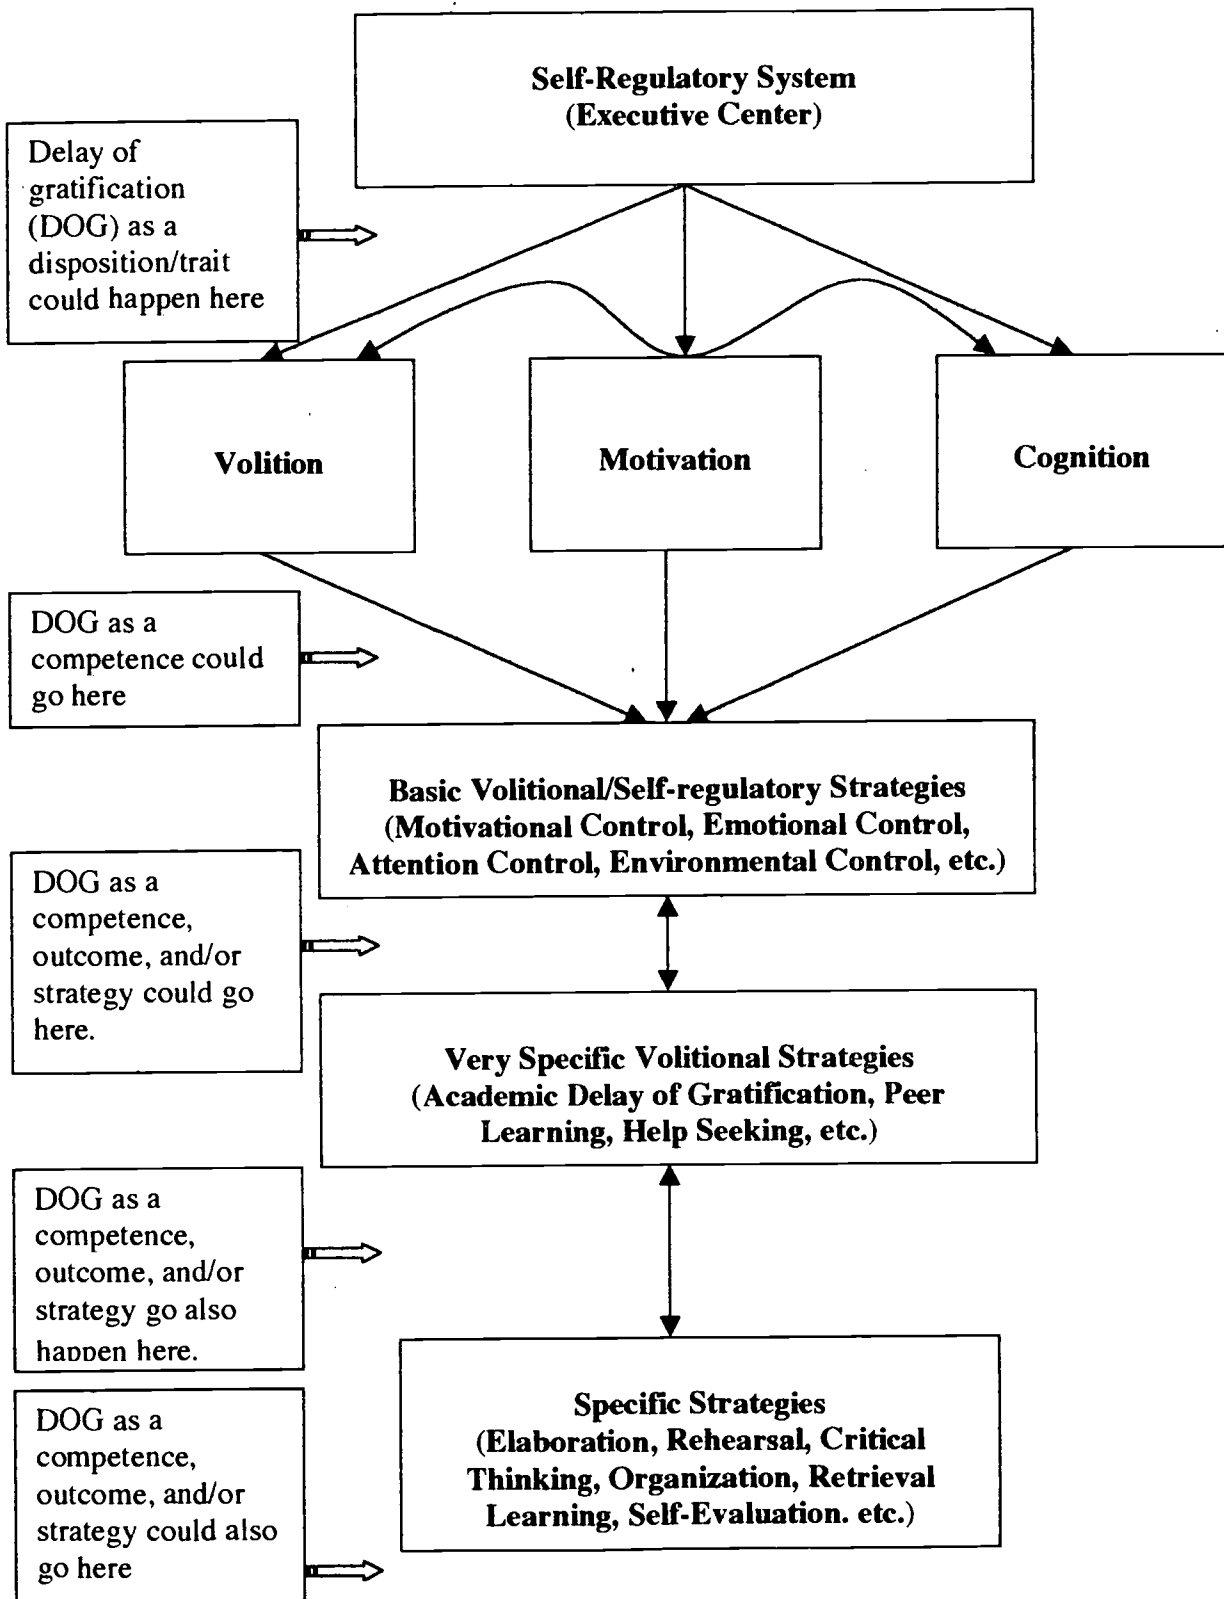 Self-Regulatory System
(Executive Center)
Delay of
gratification
(DOG) as a
disposition/trait
could happen here
Volition
Motivation
Cognition
DOG as a
competence could
go here
Basic Volitional/Self-regulatory Strategies
(Motivational Control, Emotional Control,
Attention Control, Environmental Control, etc.)
DOG as a
competence,
outcome, and/or
strategy could go
here.
Very Specific Volitional Strategies
(Academic Delay of Gratification, Peer
Learning, Help Seeking, etc.)
DOG as a
competence,
outcome, and/or
strategy go also
happen here.
Specific Strategies
(Elaboration, Rehearsal, Critical
Thinking, Organization, Retrieval
Learning, Self-Evaluation. etc.)
DOG as a
competence,
outcome, and/or
strategy could also
go here